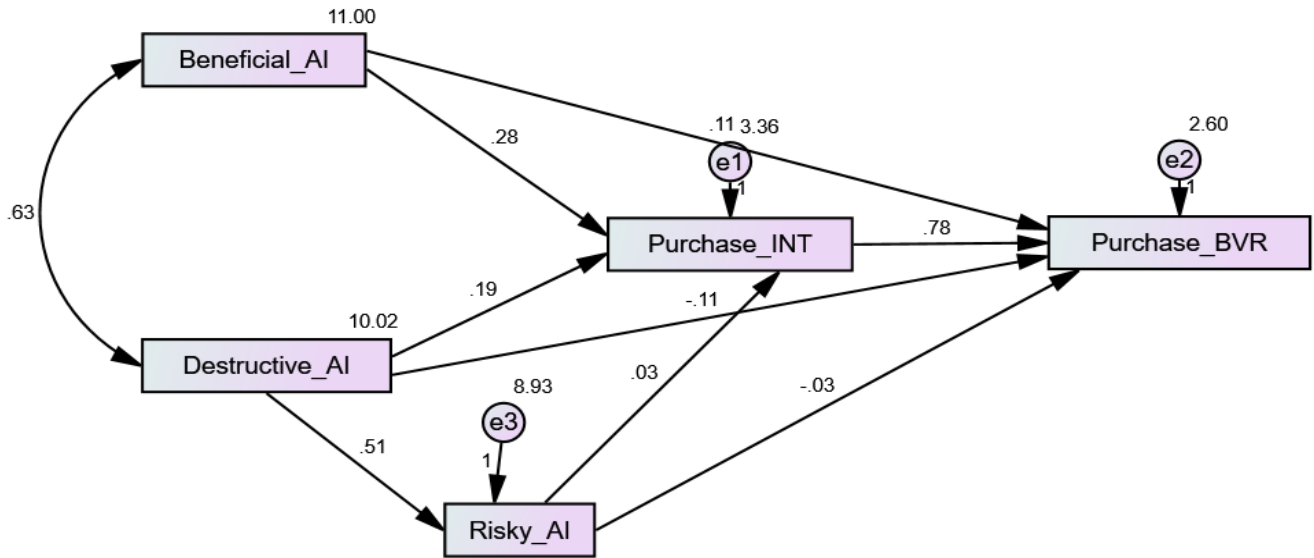 11.00
Beneficial_AI
.28
.11
3.36
e1
1
2.60
e2
1
.63
Purchase_INT
.78
Purchase_BVR
.19
-.11
10.02
Destructive_AI
.03
-.03
8.93
e3
.51
1
Risky_AI